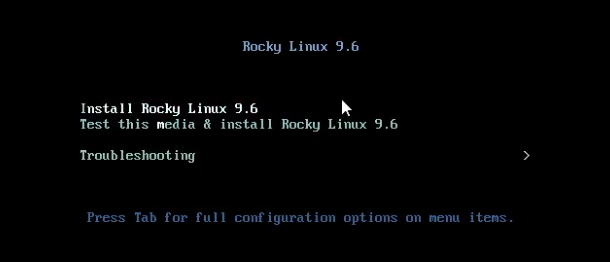 Rocky Linux 9.6
Install Rocky Linux 9.6
Test this media & install Rocky Linux 9.6
Troubleshooting >
Press Tab for full configuration options on menu items.